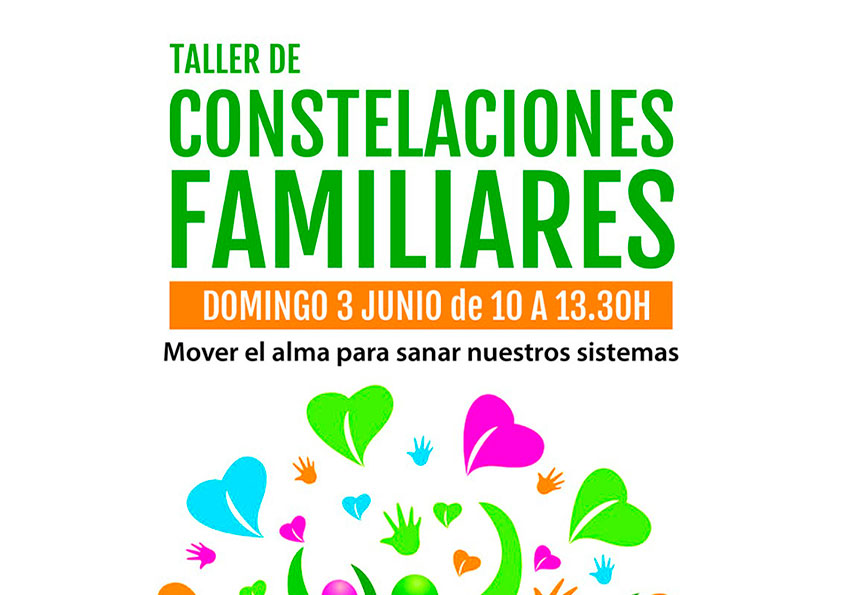 TALLER DE
CONSTELACIONES
FAMILIARES
DOMINGO 3 JUNIO de 10 A 13.30H
Mover el alma para sanar nuestros sistemas